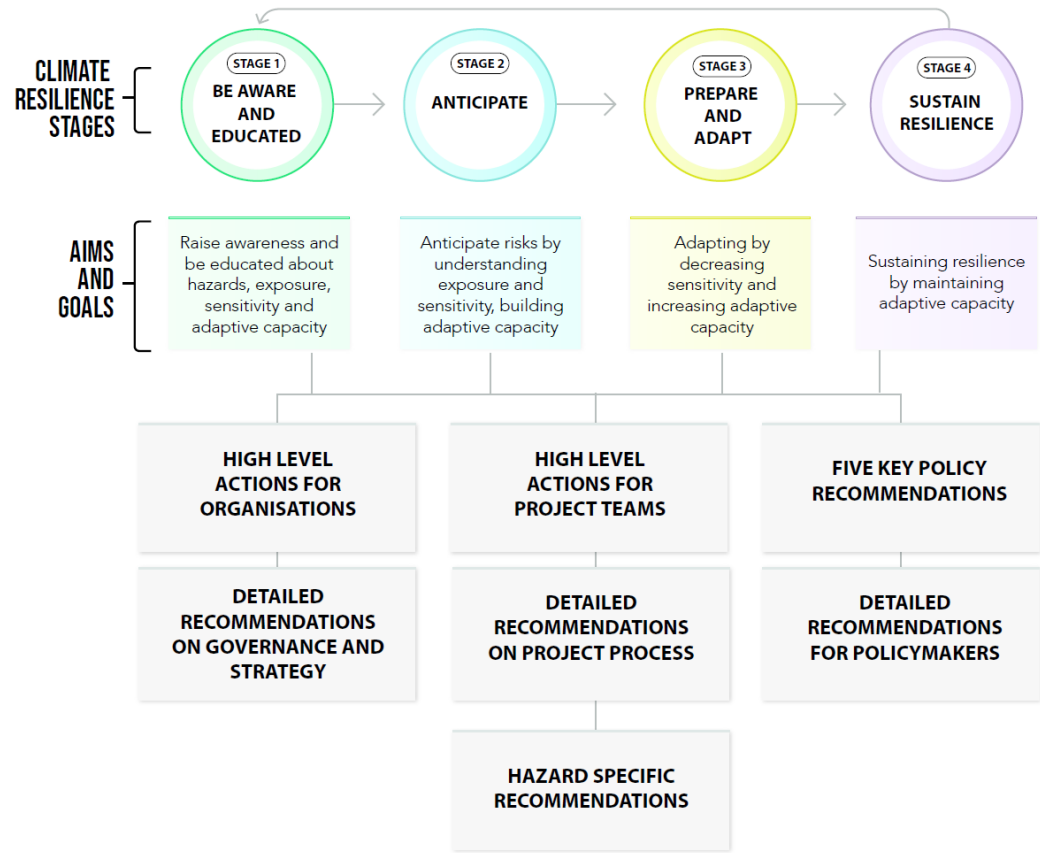 CLIMATE
RESILIENCE
STAGES
STAGE 1
BE AWARE
AND
EDUCATED
STAGE 2
ANTICIPATE
STAGE 3
PREPARE
AND
ADAPT
STAGE 4
SUSTAIN
RESILIENCE
AIMS
AND
GOALS
Raise awareness and
be educated about
hazards, exposure,
sensitivity and
adaptive capacity
Anticipate risks by
understanding
exposure and
sensitivity, building
adaptive capacity
Adapting by
decreasing
sensitivity and
increasing adaptive
capacity
Sustaining resilience
by maintaining
adaptive capacity
HIGH LEVEL
ACTIONS FOR
ORGANISATIONS
HIGH LEVEL
ACTIONS FOR
PROJECT TEAMS
FIVE KEY POLICY
RECOMMENDATIONS
DETAILED
RECOMMENDATIONS
ON GOVERNANCE AND
STRATEGY
DETAILED
RECOMMENDATIONS
ON PROJECT PROCESS
DETAILED
RECOMMENDATIONS
FOR POLICYMAKERS
HAZARD SPECIFIC
RECOMMENDATIONS